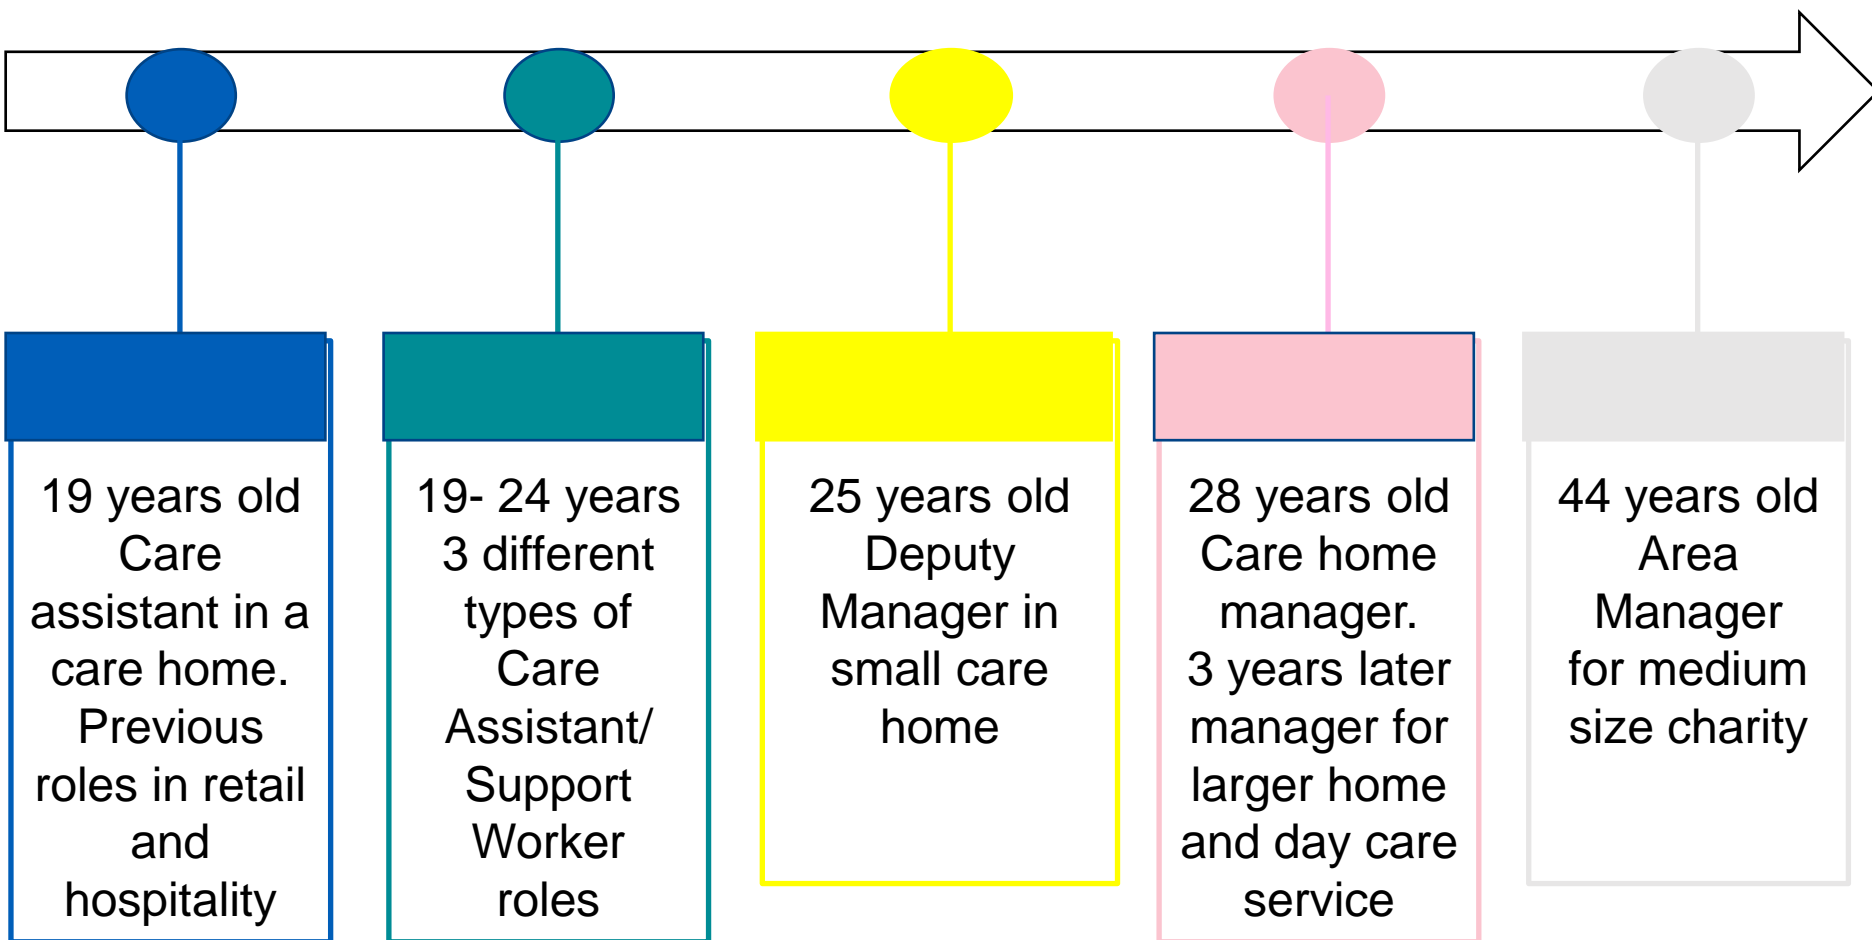 19 years old
Care
assistant in a
care home.
Previous
roles in retail
and
hospitality
19- 24 years
3 different
types of
Care
Assistant/
Support
Worker
roles
25 years old
Deputy
Manager in
small care
home
28 years old
Care home
manager.
3 years later
manager for
larger home
and day care
service
44 years old
Area
Manager
for medium
size charity